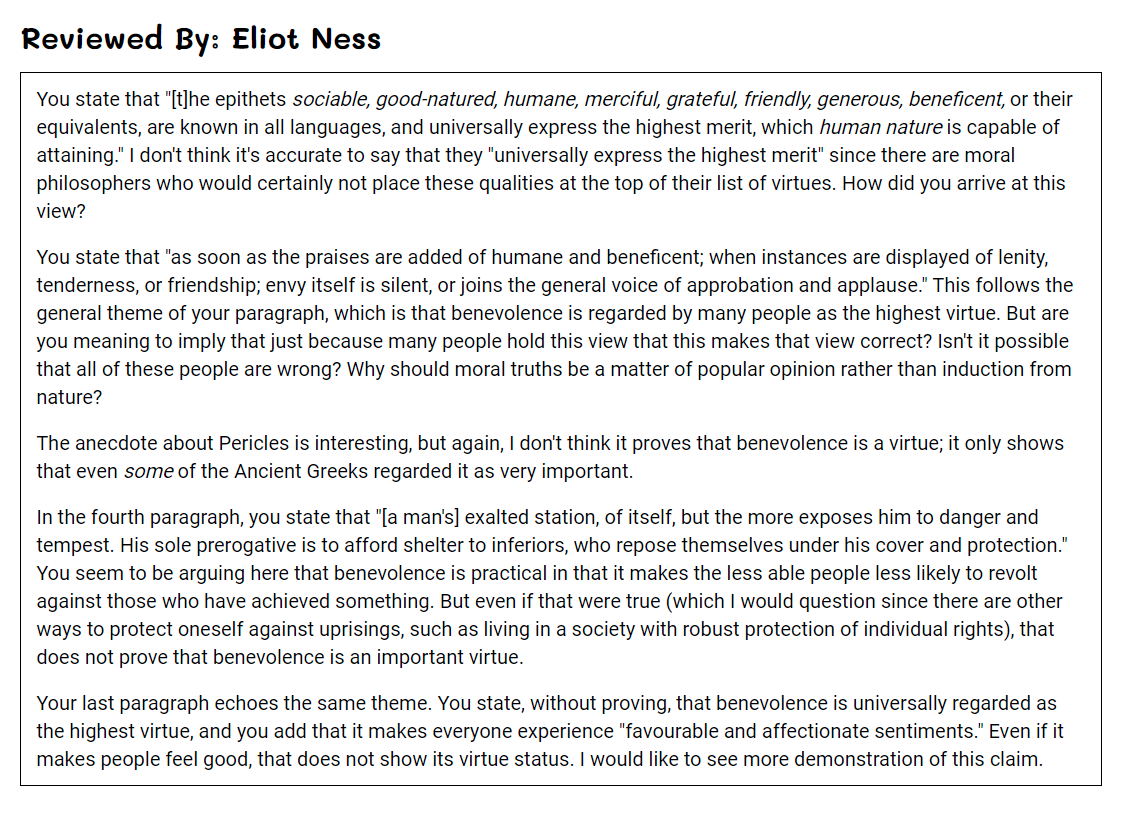 Reviewed By: Eliot Ness
You state that "[t]he epithets sociable, good-natured, humane, merciful, grateful, friendly, generous, beneficent, or their
equivalents, are known in all languages, and universally express the highest merit, which human nature is capable of
attaining." I don't think it's accurate to say that they "universally express the highest merit" since there are moral
philosophers who would certainly not place these qualities at the top of their list of virtues. How did you arrive at this
view?
You state that "as soon as the praises are added of humane and beneficent; when instances are displayed of lenity,
tenderness, or friendship; envy itself is silent, or joins the general voice of approbation and applause." This follows the
general theme of your paragraph, which is that benevolence is regarded by many people as the highest virtue. But are
you meaning to imply that just because many people hold this view that this makes that view correct? Isn't it possible
that all of these people are wrong? Why should moral truths be a matter of popular opinion rather than induction from
nature?
The anecdote about Pericles is interesting, but again, I don't think it proves that benevolence is a virtue; it only shows
that even some of the Ancient Greeks regarded it as very important.
In the fourth paragraph, you state that "[a man's] exalted station, of itself, but the more exposes him to danger and
tempest. His sole prerogative is to afford shelter to inferiors, who repose themselves under his cover and protection."
You seem to be arguing here that benevolence is practical in that it makes the less able people less likely to revolt
against those who have achieved something. But even if that were true (which I would question since there are other
ways to protect oneself against uprisings, such as living in a society with robust protection of individual rights), that
does not prove that benevolence is an important virtue.
Your last paragraph echoes the same theme. You state, without proving, that benevolence is universally regarded as
the highest virtue, and you add that it makes everyone experience "favourable and affectionate sentiments." Even if it
makes people feel good, that does not show its virtue status. I would like to see more demonstration of this claim.